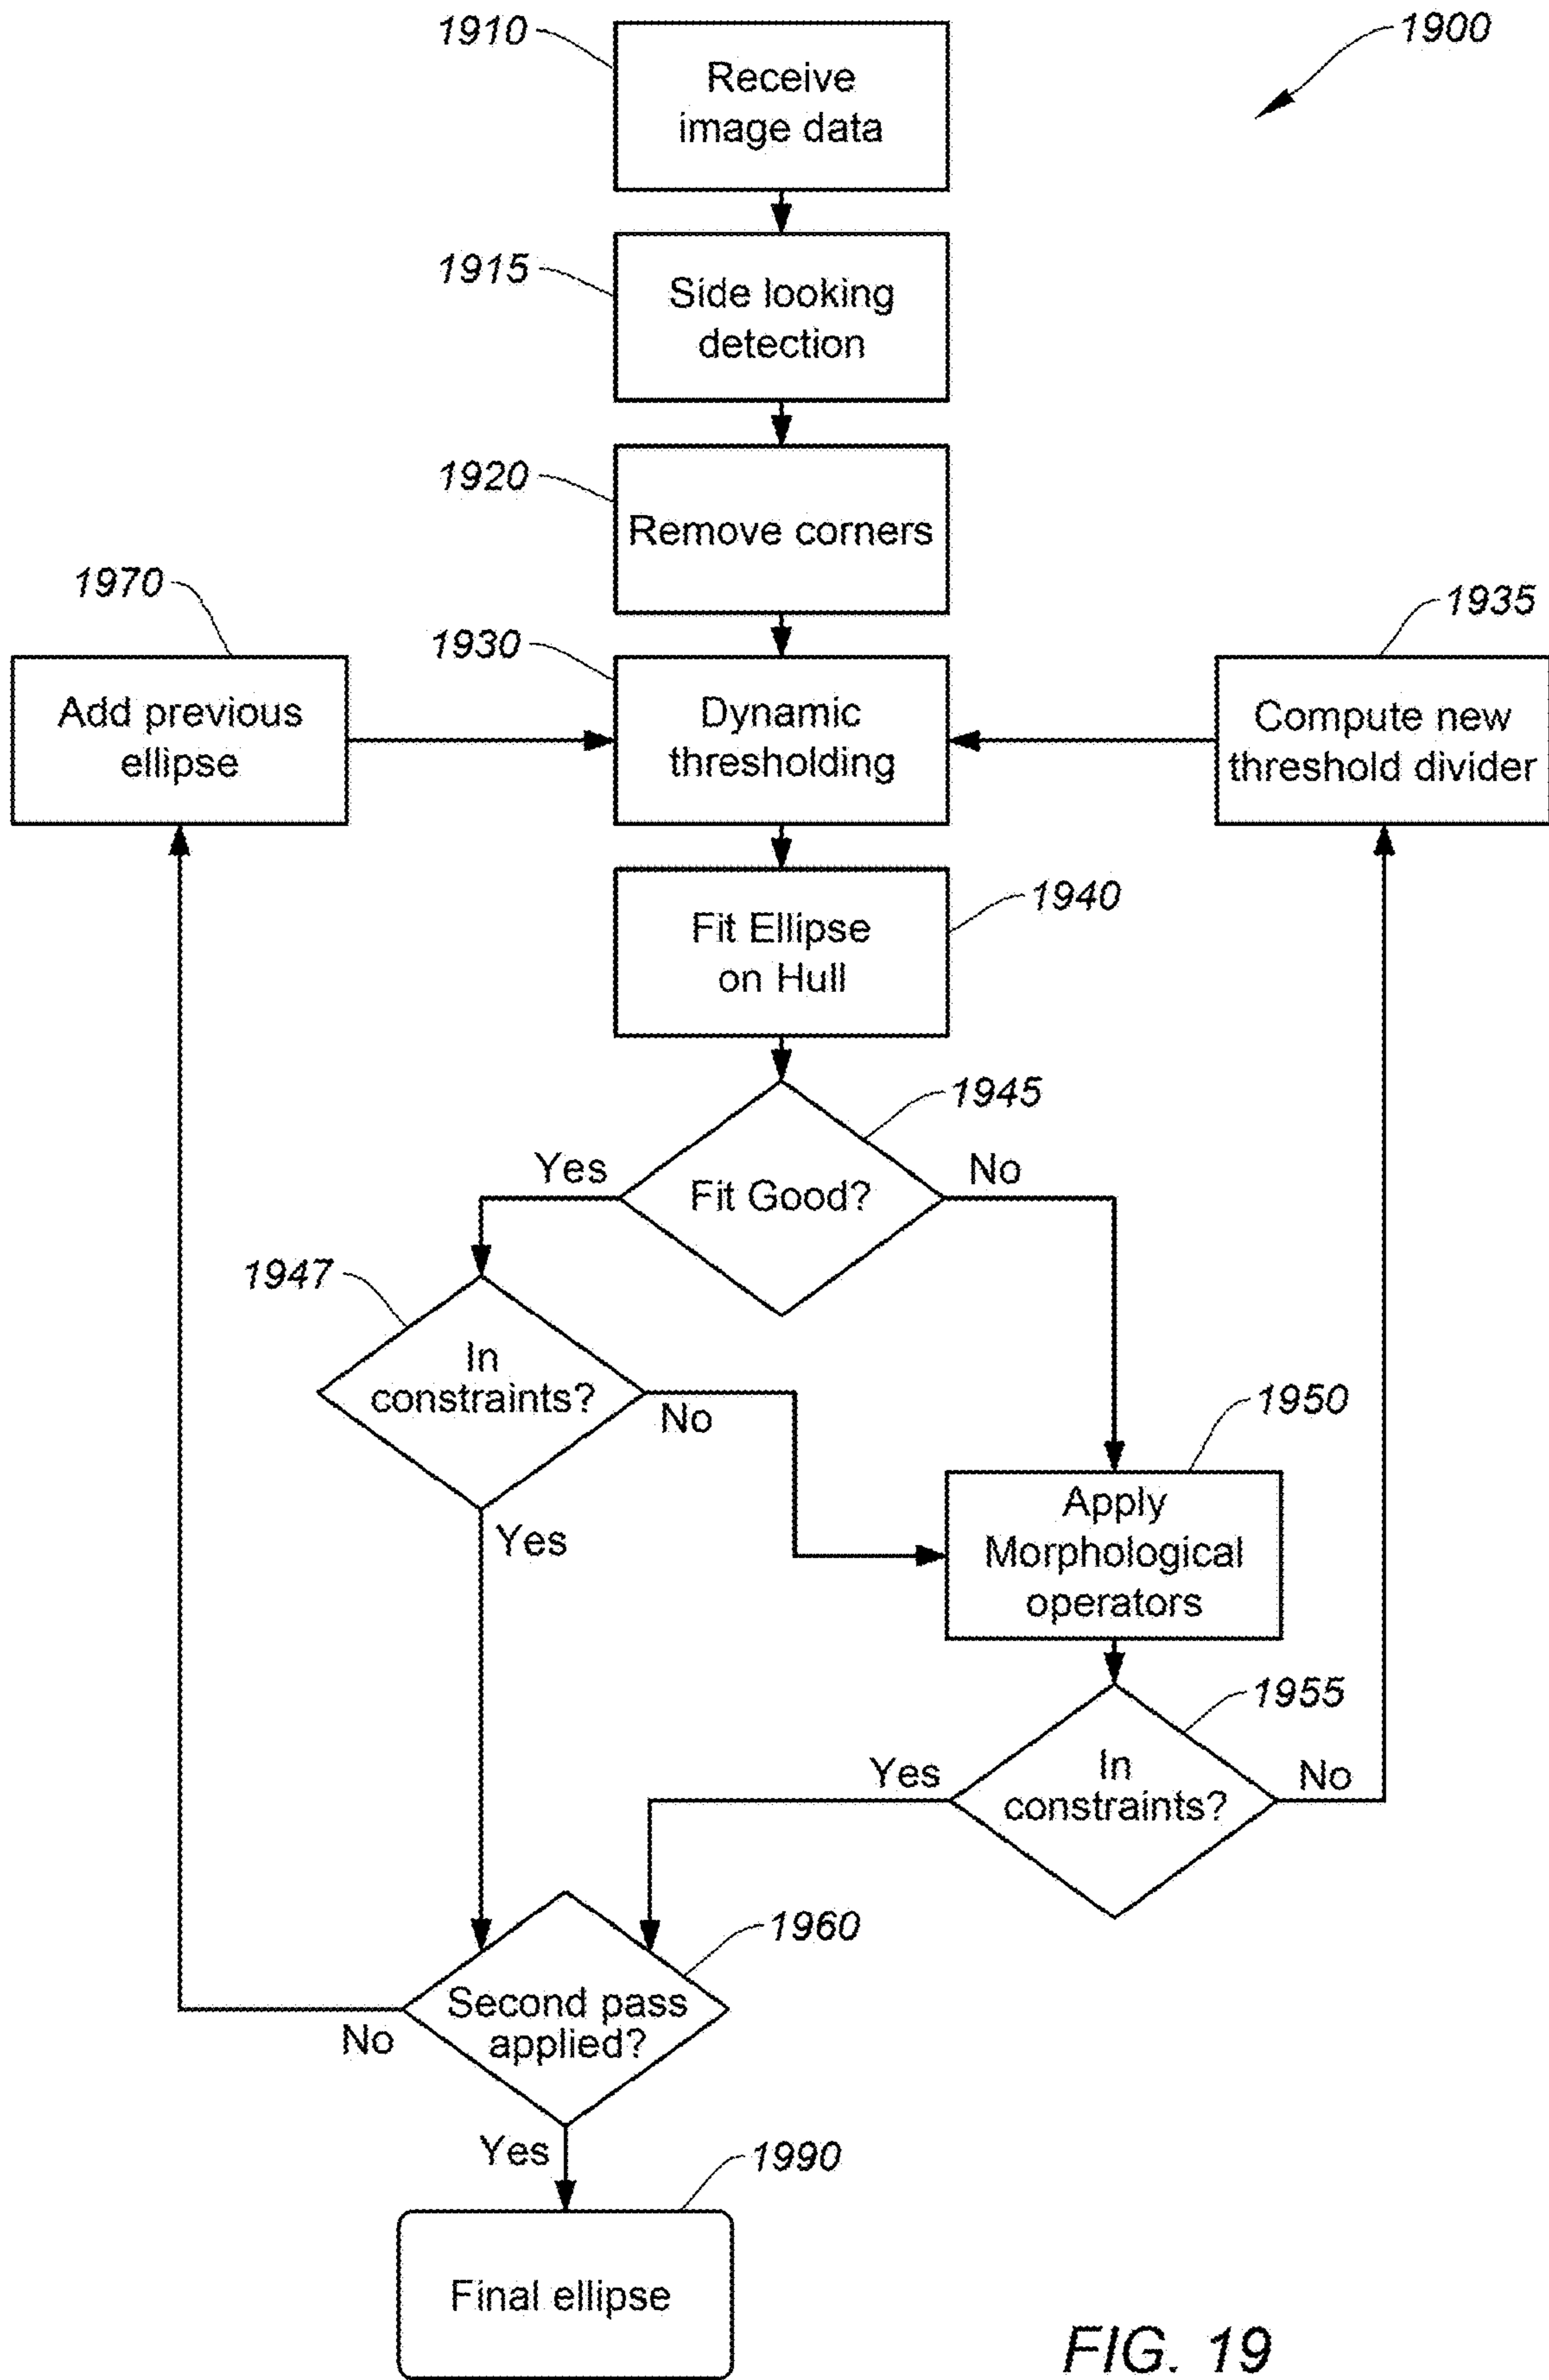 1910
1900
Receive
image data
1915
Side looking
detection
1920
Remove corners
1970
1930
1935
Add previous
ellipse
Dynamic
thresholding
Compute new
threshold divider
1940
Fit Ellipse
on Hull
1945
Yes
No
Fit Good?
1947
In
constraints?
No
1950
Yes
Apply
Morphological
operators
1955
Yes
In
constraints?
No
1960
Second pass
applied?
No
Yes
1990
Final ellipse
FIG. 19